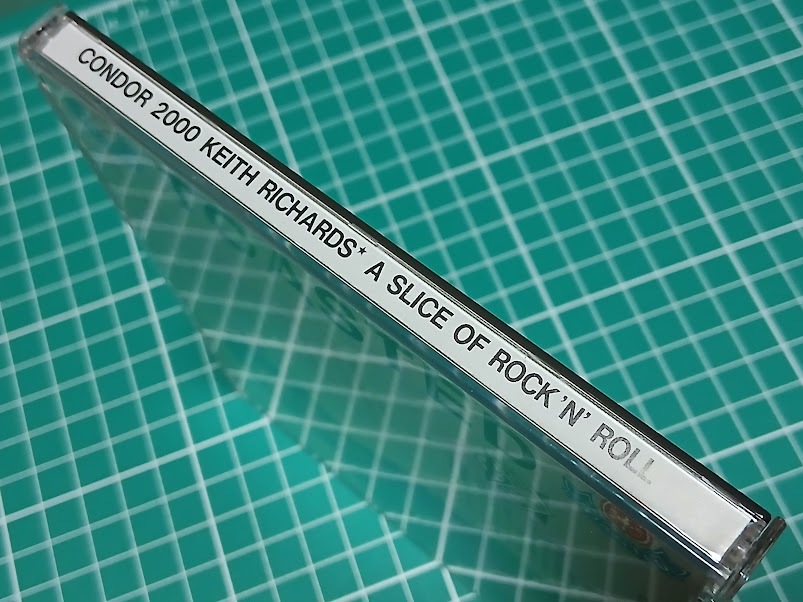 CONDOR 2000 KEITH RICHARDS★ A SLICE OF ROCK 'N' ROLL